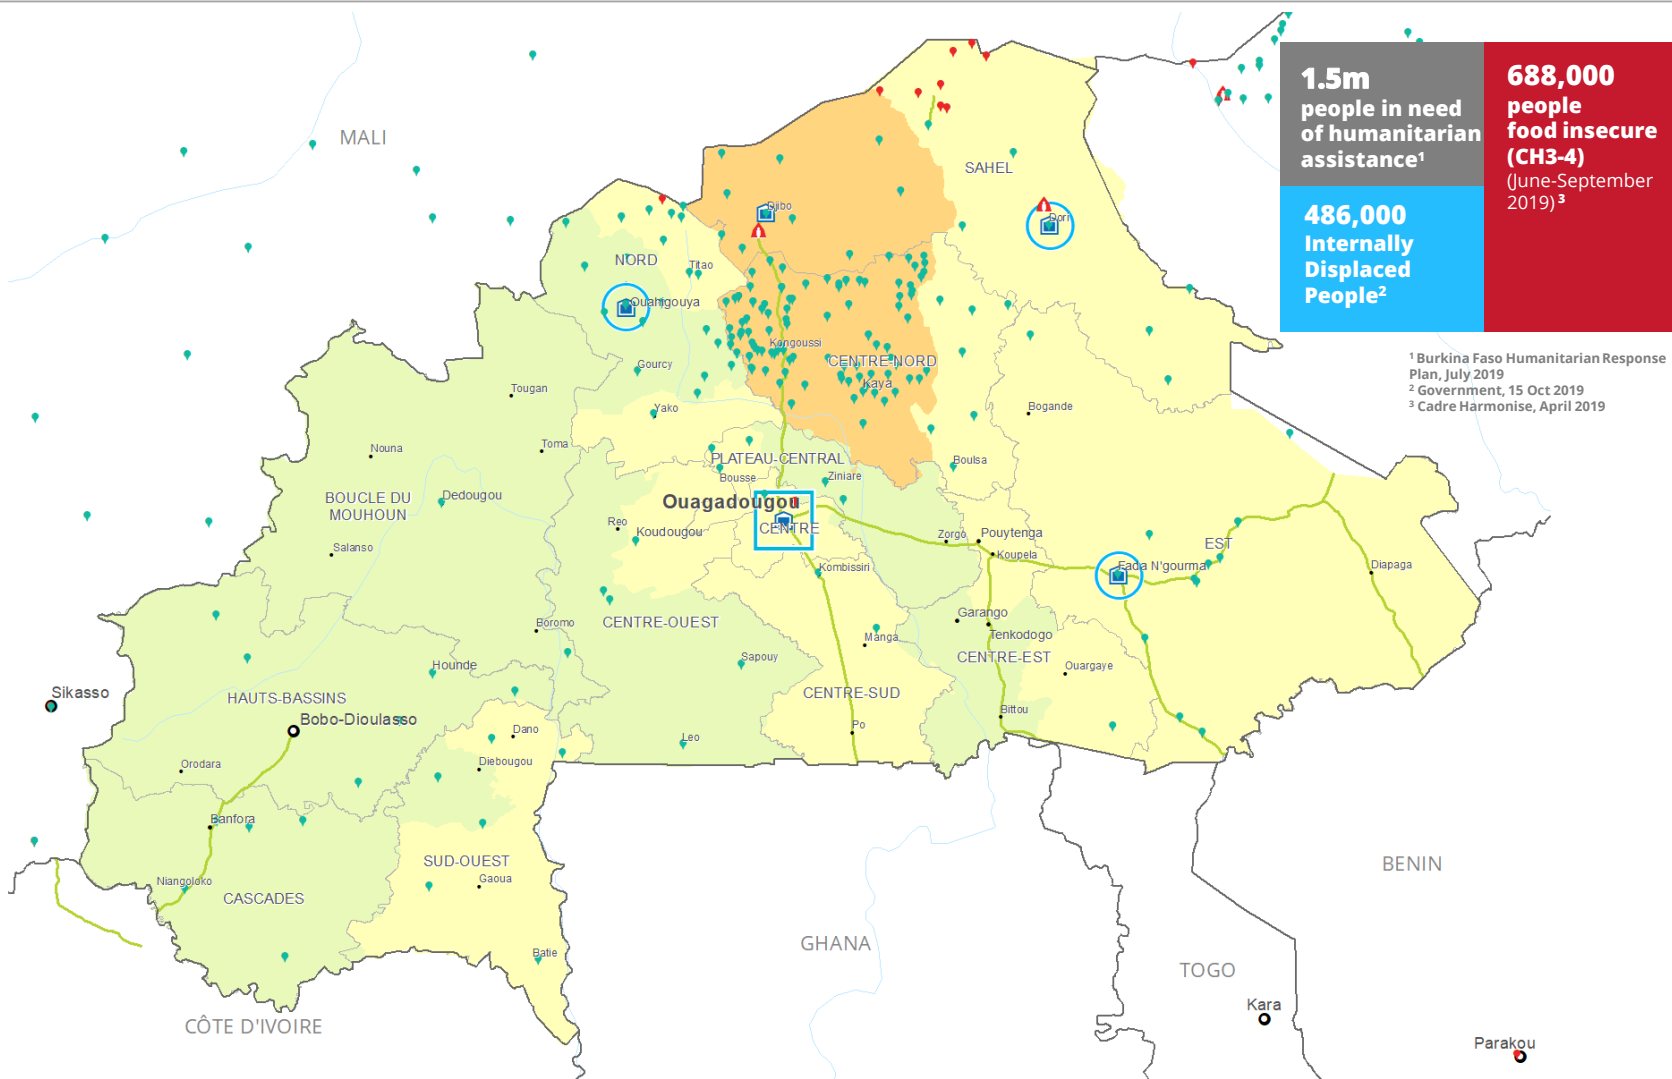 1.5m
people in need
of humanitarian
assistance¹
688,000
people
food insecure
(CH3-4)
(June-September
2019)³
486,000
Internally
Displaced
People²
¹ Burkina Faso Humanitarian Response
Plan, July 2019
² Government, 15 Oct 2019
³ Cadre Harmonise, April 2019
MALI
SAHEL
Djibo
Dori
NORD
Titao
Ouahigouya
Kongoussi
CENTRE-NORD
Kaya
Gourcy
Tougan
Yako
Bogande
Toma
Nouna
PLATEAU-CENTRAL
Boulsa
Bousse
Ziniare
BOUCLE DU
MOUHOUN
Dedougou
Ouagadougou
CENTRE
Reo
Koudougou
Zorgo
Pouytenga
Koupela
EST
Salanso
Kombissiri
Fada N'gourma
Diapaga
Boromo
CENTRE-OUEST
Garango
Tenkodogo
Manga
CENTRE-EST
Sapouy
Ouargaye
Hounde
Sikasso
HAUTS-BASSINS
CENTRE-SUD
Bobo-Dioulasso
Bittou
Po
Dano
Leo
Orodara
Diebougou
Banfora
SUD-OUEST
Gaoua
Niangoloko
CASCADES
BENIN
GHANA
Batie
TOGO
Kara
CÔTE D'IVOIRE
Parakou